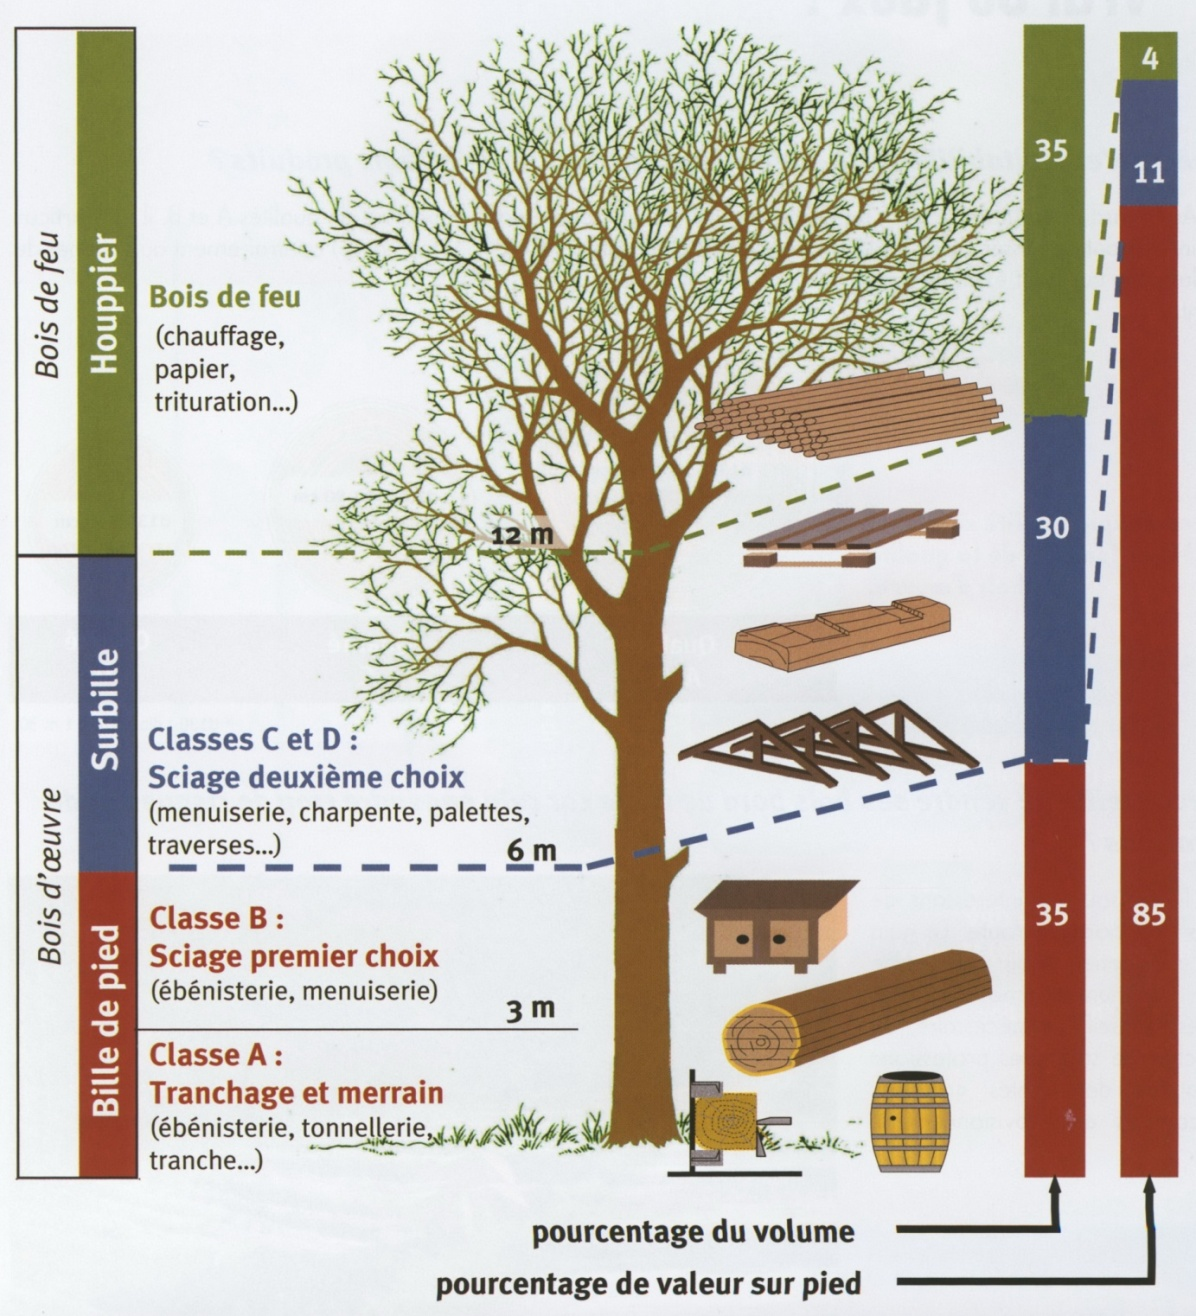 Bois de feu
Houppier
Bois de feu
(chauffage,
papier,
trituration...)
35
4
11
12 m
30
Bois d'œuvre
Surbille
Classes C et D :
Sciage deuxième choix
(menuiserie, charpente, palettes,
traverses...)
6 m
Bille de pied
Classe B :
Sciage premier choix
(ébénisterie, menuiserie)
35
85
3 m
Classe A :
Tranchage et merrain
(ébénisterie, tonnellerie,
tranche...)
pourcentage du volume
pourcentage de valeur sur pied